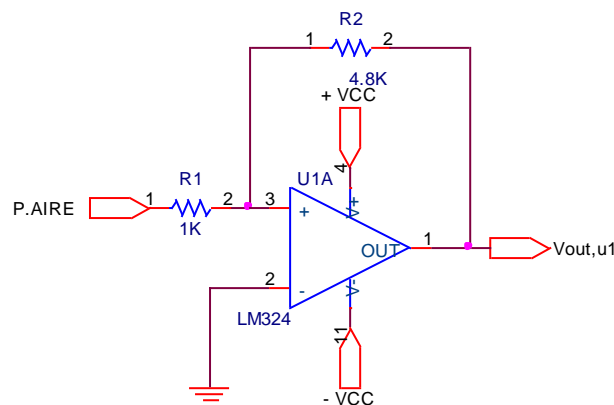 R2
1
2
4.8K
+ VCC
4
U1A
R1
P.AIRE
1
2
3
+
V+
1K
OUT
1
Vout,u1
2
-
V-
LM324
11
- VCC